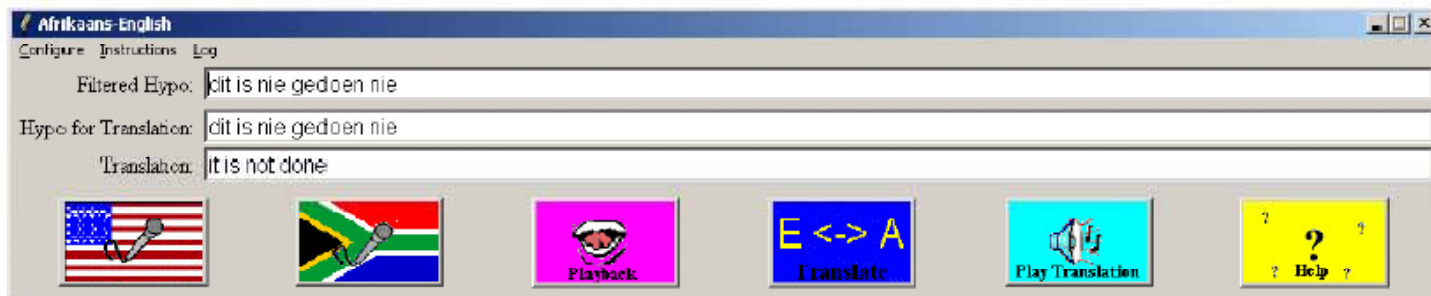 Afrikaans-English
Configure Instructions Log
Filtered Hypo: dit is nie gedoen nie
Hypo for Translation: dit is nie gedoen nie
Translation: it is not done
Playback
E <-> A
Translate
Play Translation
? ?
?
? Help ?